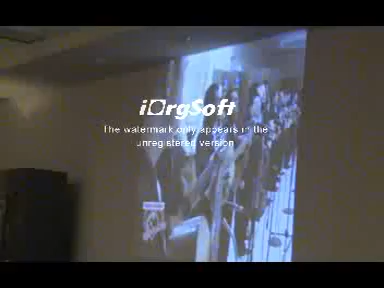 iOrgSoft
The watermark only appears in the
unregistered version